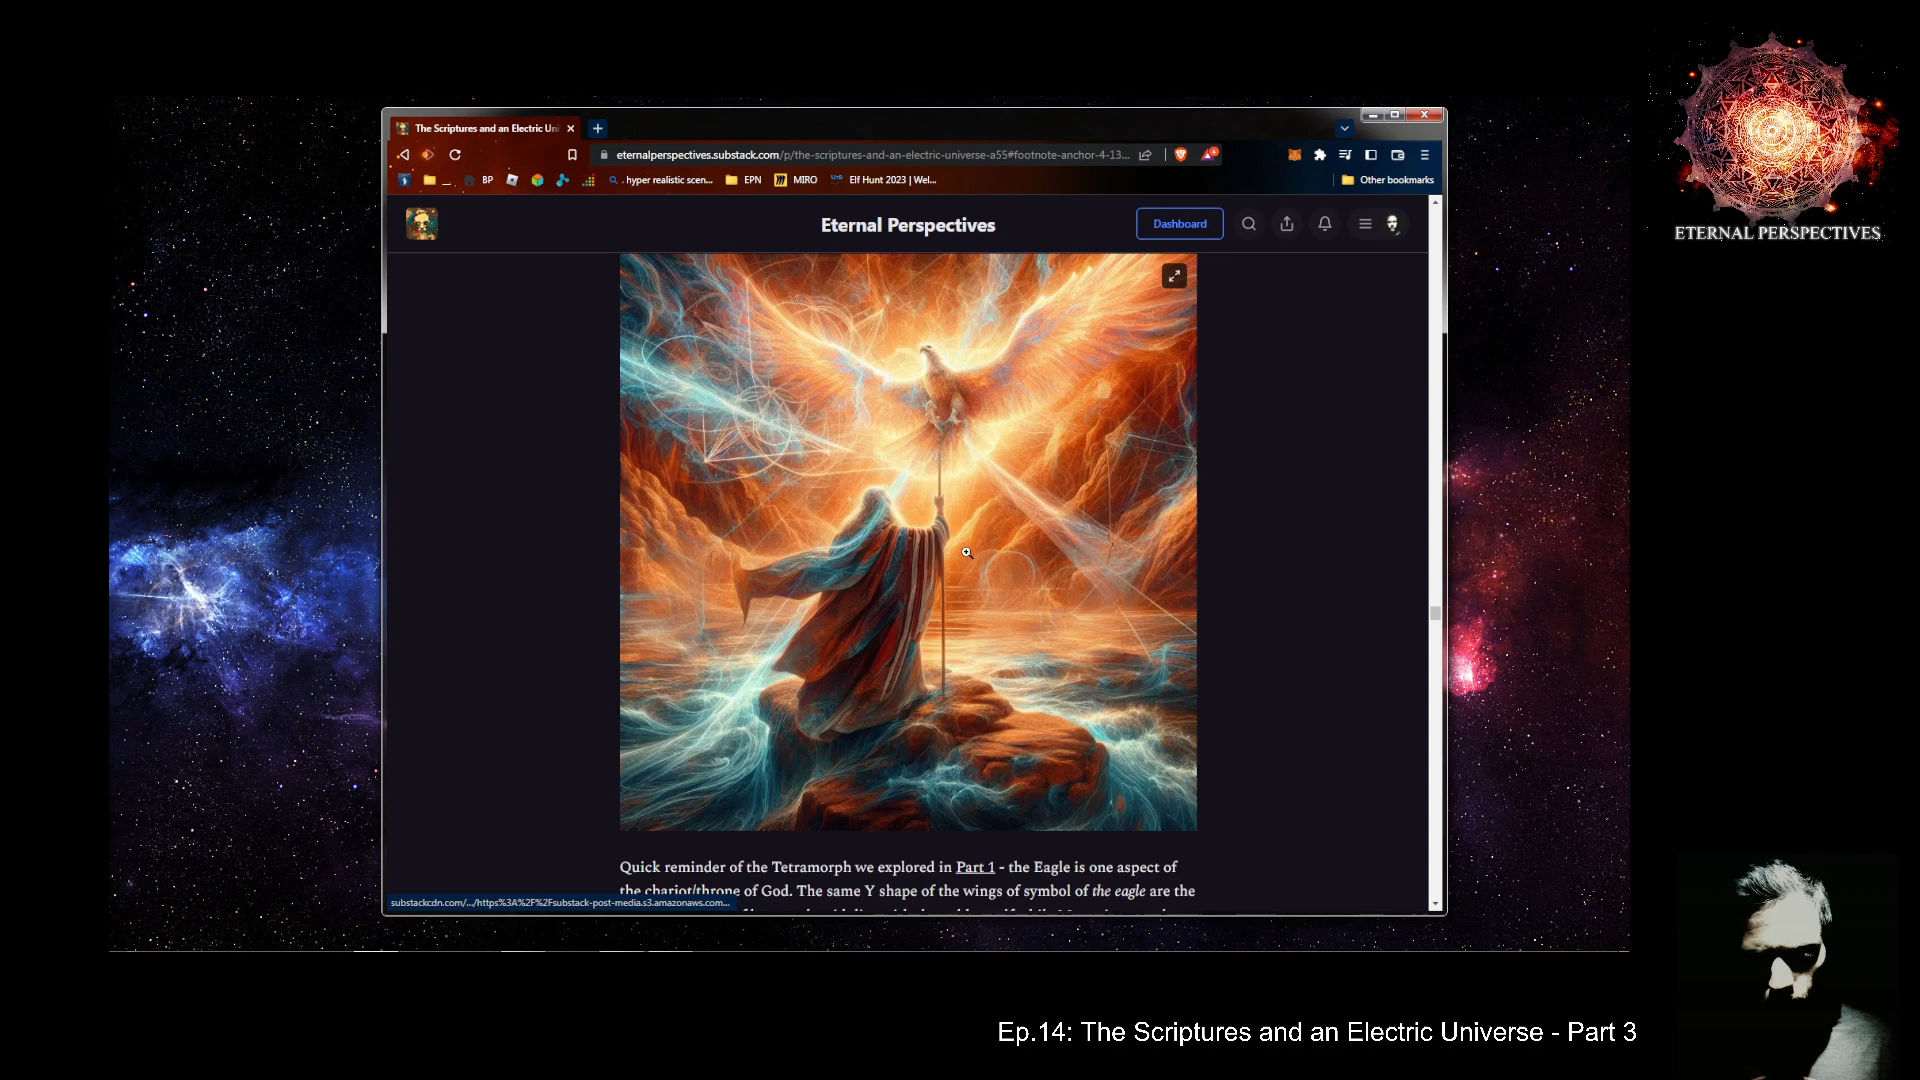 ETERNAL PERSPECTIVES
The Scriptures and an Electric Uni
eternalperspectives.substack.com/p/the-scriptures-and-an-electric-universe-a55#footnote-anchor-4-13...
BP
. hyper realistic scen...
EPN
MIRO
Elf Hunt 2023 | Wel...
Other bookmarks
Eternal Perspectives
Dashboard
Quick reminder of the Tetramorph we explored in Part 1 - the Eagle is one aspect of
the chariot/throne of God. The same Y shape of the wings of symbol of the eagle are the
substackcdn.com/.../https%3A%2F%2Fsubstack-post-media.s3.amazonaws.com...
Ep.14: The Scriptures and an Electric Universe - Part 3